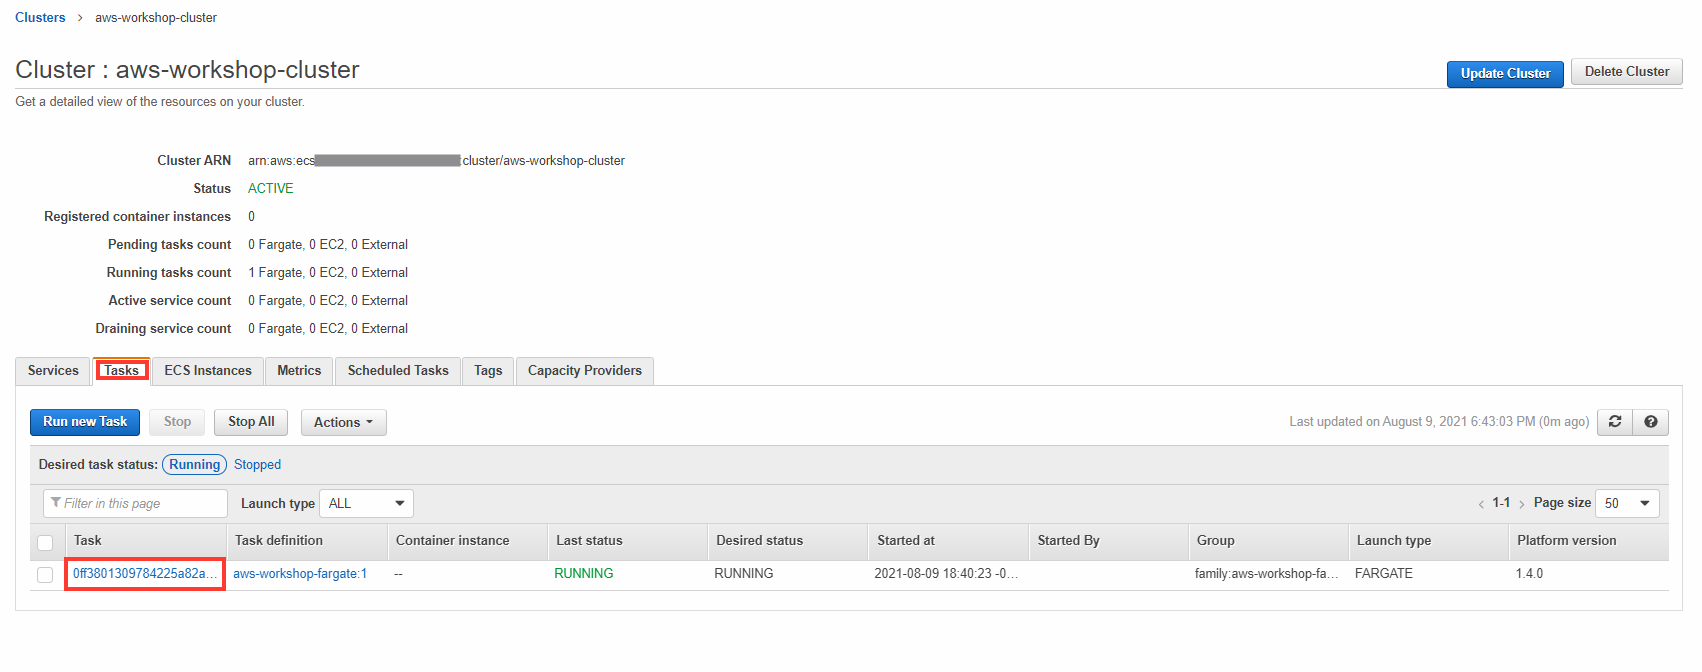 Clusters > aws-workshop-cluster
Cluster : aws-workshop-cluster
Update Cluster Delete Cluster
Get a detailed view of the resources on your cluster.
Cluster ARN arn:aws:ecs :cluster/aws-workshop-cluster
Status ACTIVE
Registered container instances 0
Pending tasks count 0 Fargate, 0 EC2, 0 External
Running tasks count 1 Fargate, 0 EC2, 0 External
Active service count 0 Fargate, 0 EC2, 0 External
Draining service count 0 Fargate, 0 EC2, 0 External
Services Tasks ECS Instances Metrics Scheduled Tasks Tags Capacity Providers
Run new Task Stop Stop All Actions Last updated on August 9, 2021 6:43:03 PM (0m ago)
Desired task status: Running Stopped
Filter in this page Launch type ALL < 1-1 > Page size 50
Task Task definition Container instance Last status Desired status Started at Started By Group Launch type Platform version
0ff3801309784225a82a... aws-workshop-fargate:1 -- RUNNING RUNNING 2021-08-09 18:40:23 -0... family:aws-workshop-fa... FARGATE 1.4.0